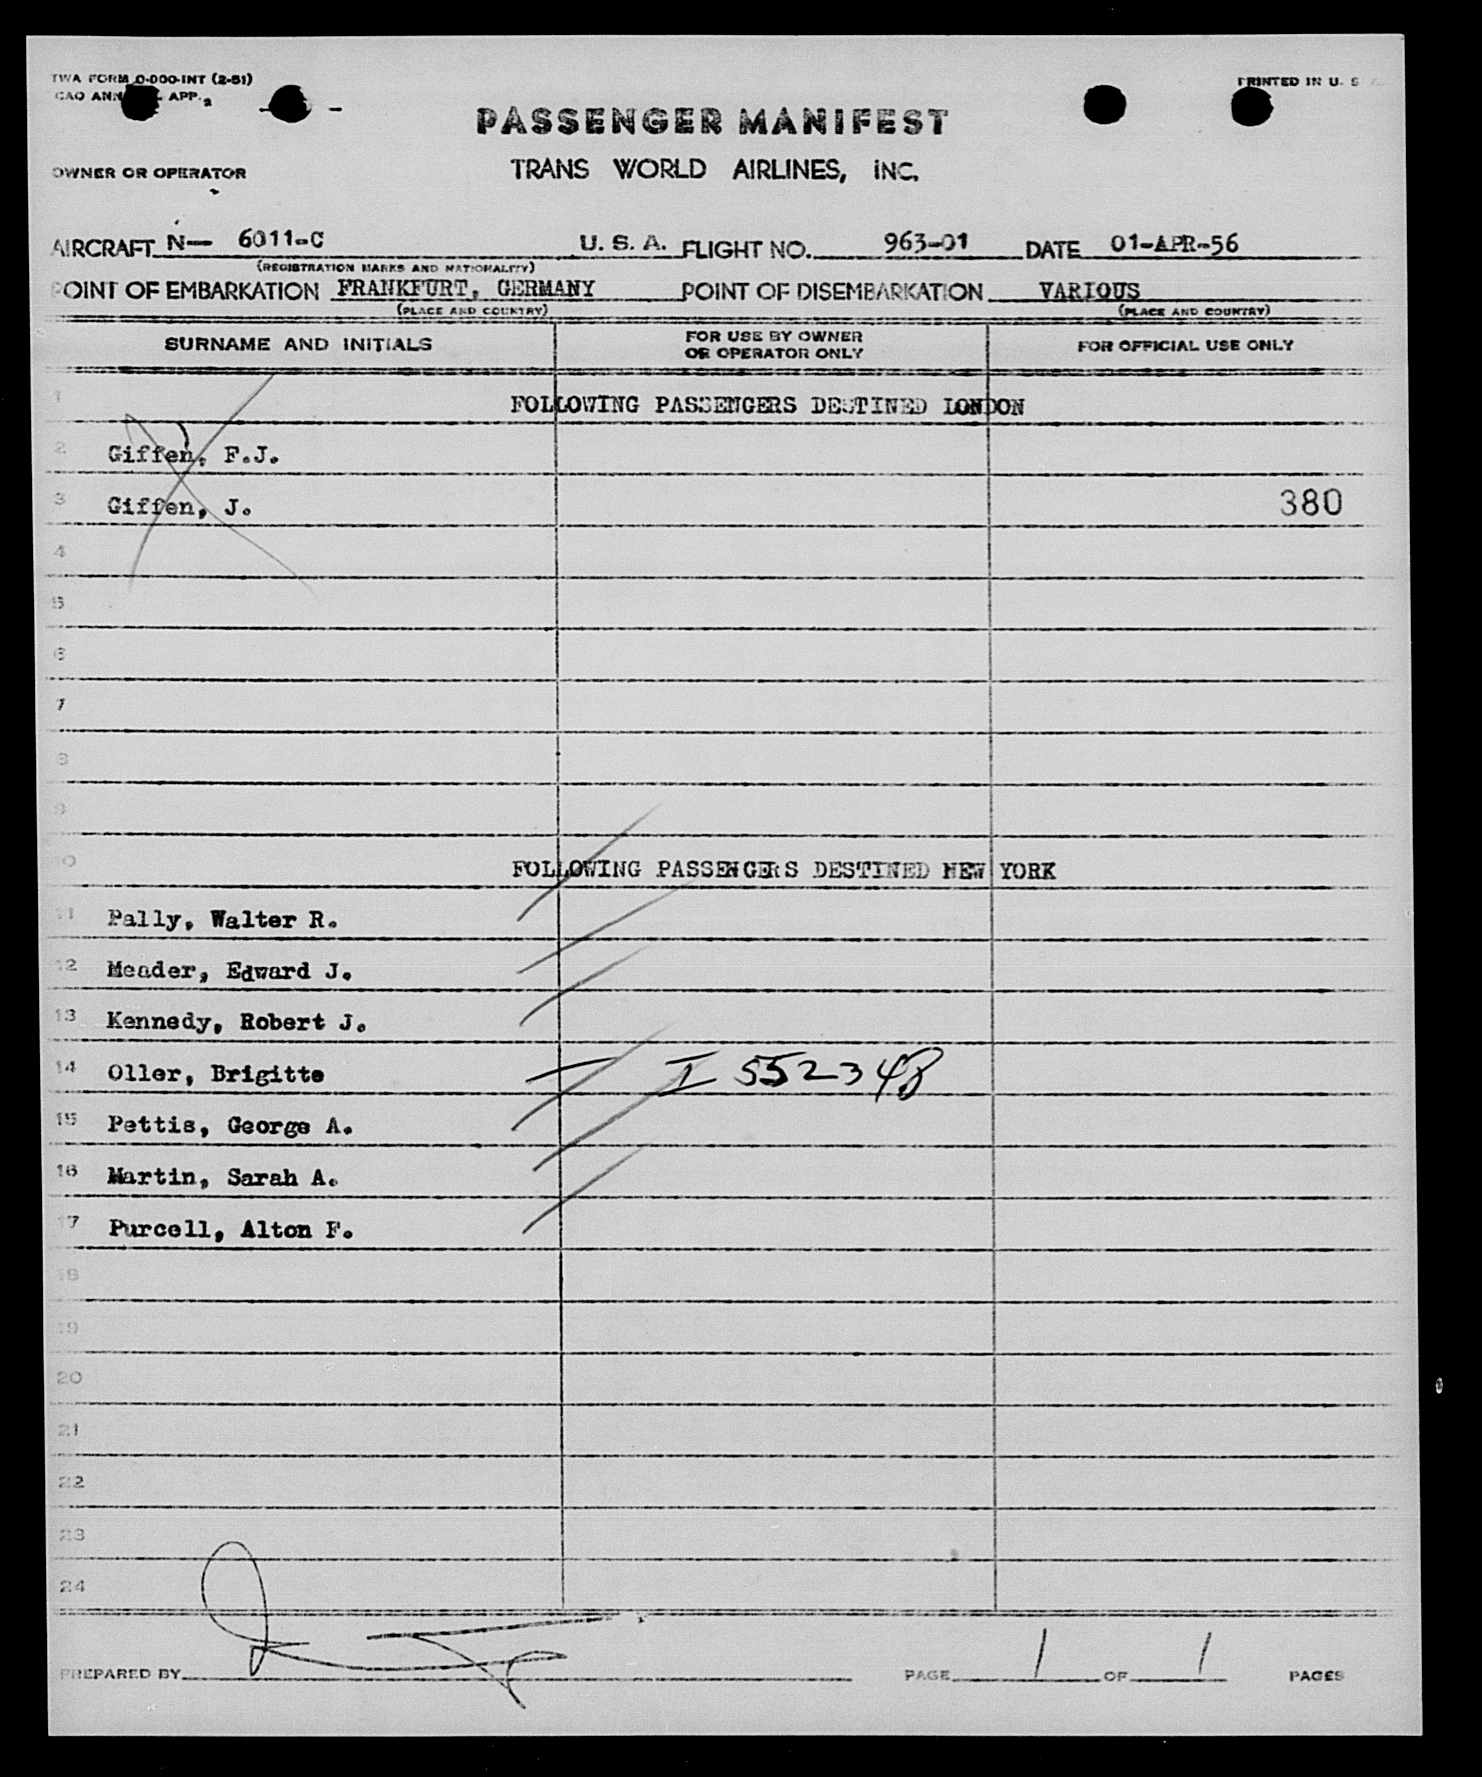 TWA FORM O-000-INT (2-51)
PRINTED IN U. S
APP.
PASSENGER MANIFEST
OWNER OR OPERATOR
TRANS WORLD AIRLINES, INC.
AIRCRAFT N— 6011-C U. S. A. FLIGHT NO. 963-01 DATE 01-APR-56
(REGISTRATION MARKS AND NATIONALITY)
POINT OF EMBARKATION FRANKFURT, GERMANY POINT OF DISEMBARKATION VARIOUS
(PLACE AND COUNTRY) (PLACE AND COUNTRY)
SURNAME AND INITIALS FOR USE BY OWNER OR OPERATOR ONLY FOR OFFICIAL USE ONLY
1 FOLLOWING PASSENGERS DESTINED LONDON
2 Giffen, F.J.
3 Giffen, J. 380
4
5
6
7
8
9
10 FOLLOWING PASSENGERS DESTINED NEW YORK
11 Pally, Walter R.
12 Meader, Edward J.
13 Kennedy, Robert J.
14 Oller, Brigitte I 552348
15 Pettis, George A.
16 Martin, Sarah A.
17 Purcell, Alton F.
18
19
20
21
22
23
24
PREPARED BY PAGE 1 OF 1 PAGES